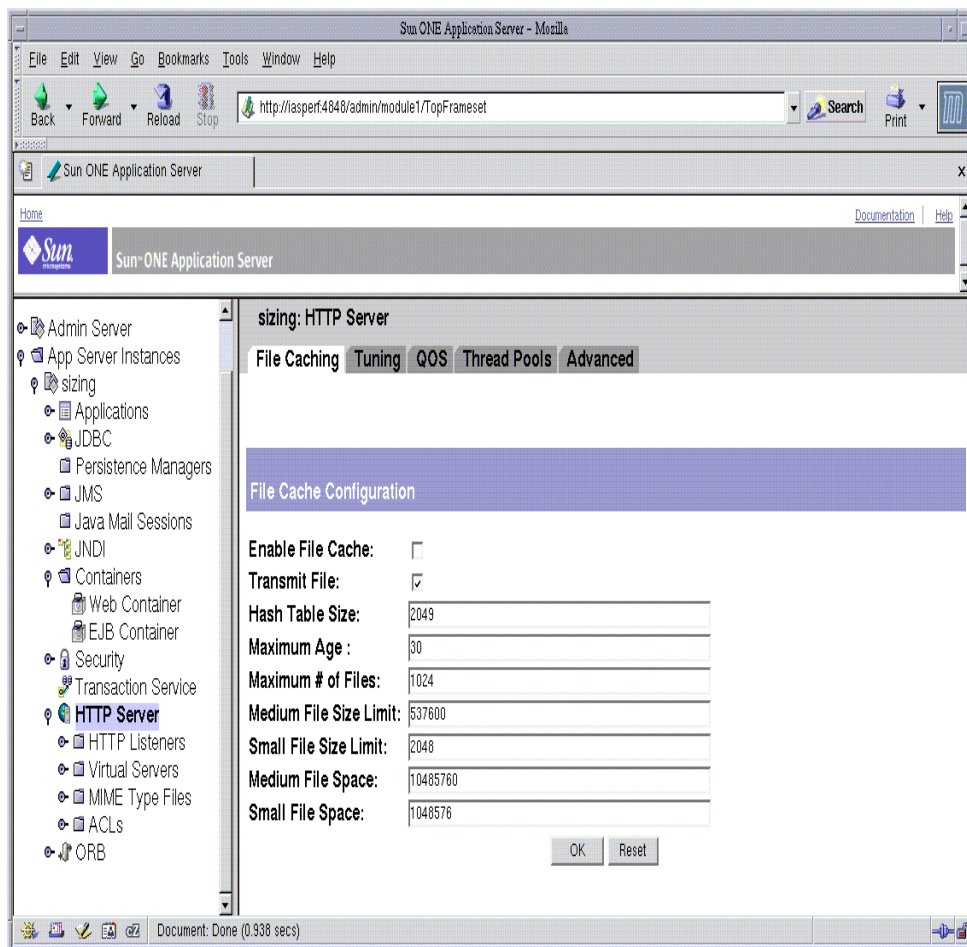 Sun ONE Application Server - Mozilla
File Edit View Go Bookmarks Tools Window Help
Back Forward Reload Stop http://iasperf:4848/admin/module1/TopFrameset Search Print
Sun ONE Application Server X
Home Documentation Help
Sun microsystems Sun™ ONE Application Server
Admin Server
App Server Instances
sizing
Applications
JDBC
Persistence Managers
JMS
Java Mail Sessions
JNDI
Containers
Web Container
EJB Container
Security
Transaction Service
HTTP Server
HTTP Listeners
Virtual Servers
MIME Type Files
ACLs
ORB
sizing: HTTP Server
File Caching Tuning QOS Thread Pools Advanced
File Cache Configuration
Enable File Cache:
Transmit File:
Hash Table Size: 2049
Maximum Age : 30
Maximum # of Files: 1024
Medium File Size Limit: 537600
Small File Size Limit: 2048
Medium File Space: 10485760
Small File Space: 1048576
OK Reset
Document: Done (0.938 secs)